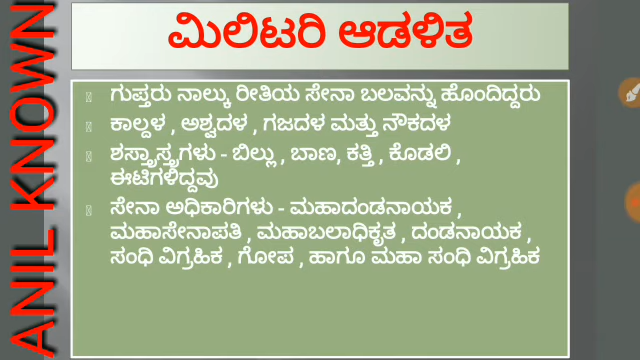 ANIL KNOWN
ಮಿಲಿಟರಿ ಆಡಳಿತ
ಗುಪ್ತರು ನಾಲ್ಕು ರೀತಿಯ ಸೇನಾ ಬಲವನ್ನು ಹೊಂದಿದ್ದರು
ಕಾಲ್ದಳ , ಅಶ್ವದಳ , ಗಜದಳ ಮತ್ತು ನೌಕದಳ
ಶಸ್ತ್ರಾಸ್ತ್ರಗಳು - ಬಿಲ್ಲು , ಬಾಣ, ಕತ್ತಿ , ಕೊಡಲಿ ,
ಈಟಿಗಳಿದ್ದವು
ಸೇನಾ ಅಧಿಕಾರಿಗಳು - ಮಹಾದಂಡನಾಯಕ ,
ಮಹಾಸೇನಾಪತಿ , ಮಹಾಬಲಾಧಿಕೃತ , ದಂಡನಾಯಕ ,
ಸಂಧಿ ವಿಗ್ರಹಿಕ , ಗೋಪ , ಹಾಗೂ ಮಹಾ ಸಂಧಿ ವಿಗ್ರಹಿಕ